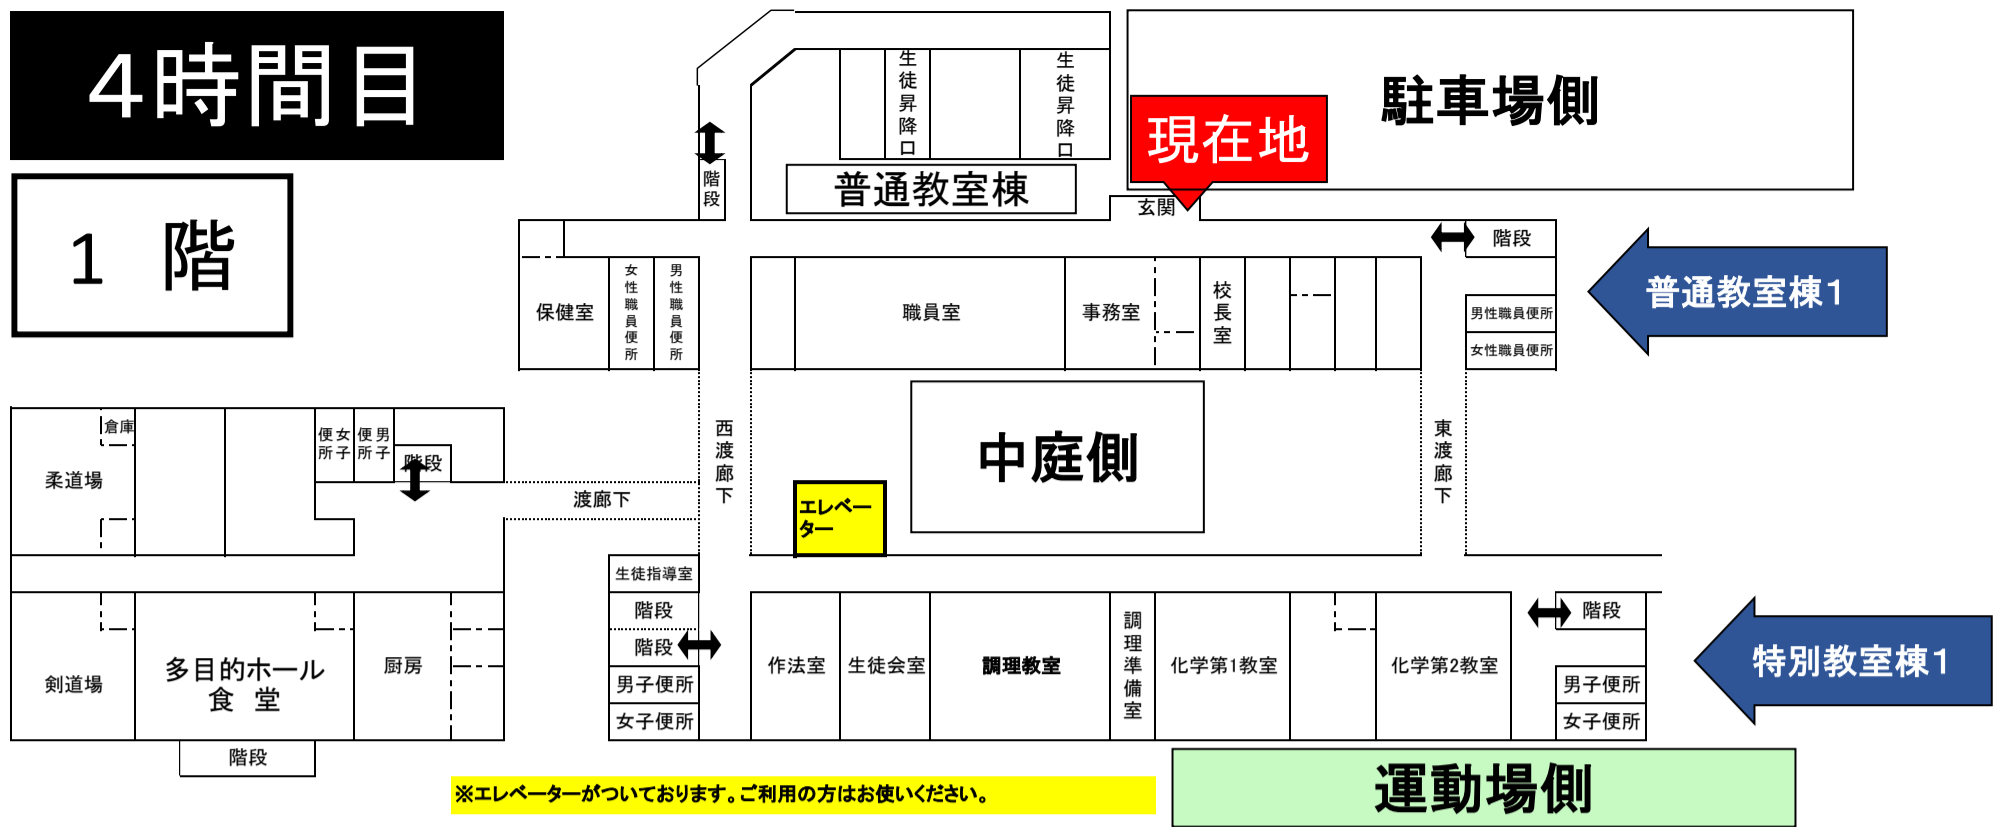 4時間目
1 階
駐車場側
現在地
玄関
生徒昇降口
生徒昇降口
普通教室棟
階段
階段
普通教室棟1
保健室
女性職員便所
男性職員便所
職員室
事務室
校長室
男性職員便所
女性職員便所
中庭側
西渡廊下
東渡廊下
エレベー
ター
倉庫
柔道場
女子
便所
男子
便所
階段
渡廊下
生徒指導室
階段
階段
男子便所
女子便所
作法室
生徒会室
調理教室
調理準備室
化学第1教室
化学第2教室
階段
男子便所
女子便所
特別教室棟1
剣道場
多目的ホール
食 堂
厨房
階段
※エレベーターがついております。ご利用の方はお使いください。
運動場側